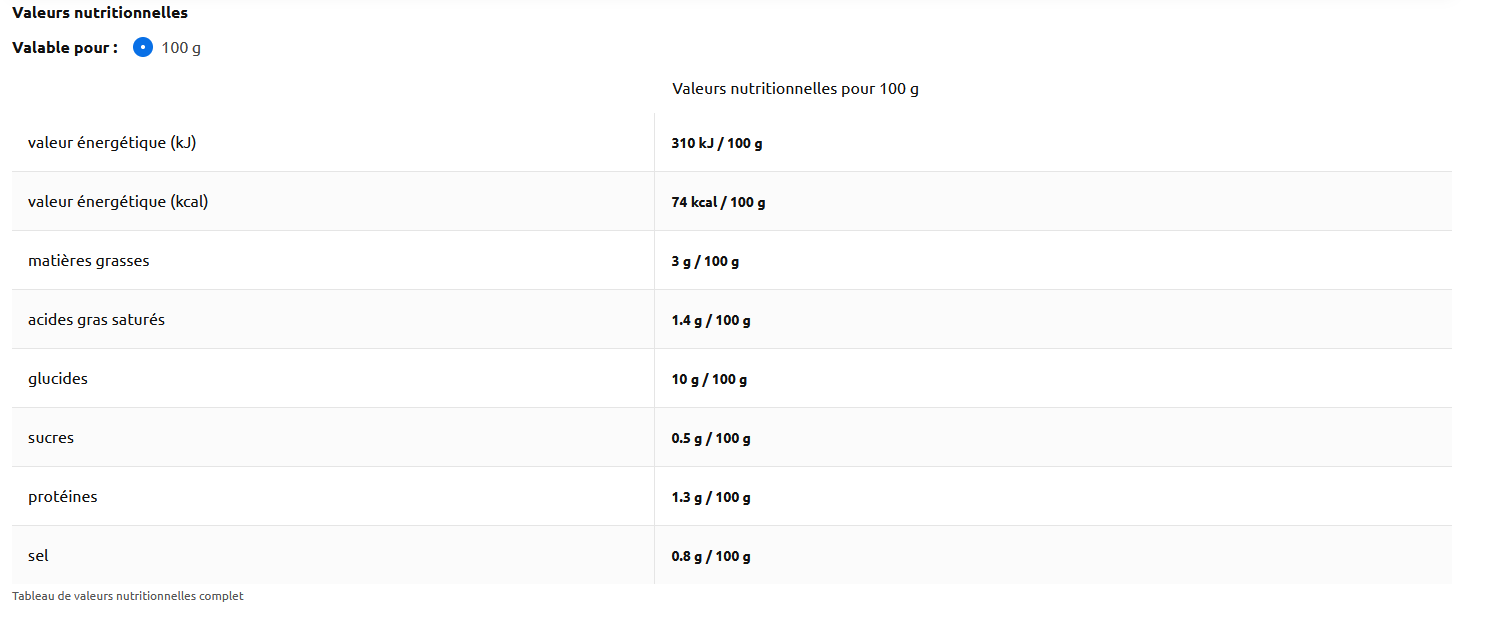 Valeurs nutritionnelles
Valable pour : 100 g
Valeurs nutritionnelles pour 100 g
valeur énergétique (kJ) 310 kJ / 100 g
valeur énergétique (kcal) 74 kcal / 100 g
matières grasses 3 g / 100 g
acides gras saturés 1.4 g / 100 g
glucides 10 g / 100 g
sucres 0.5 g / 100 g
protéines 1.3 g / 100 g
sel 0.8 g / 100 g
Tableau de valeurs nutritionnelles complet